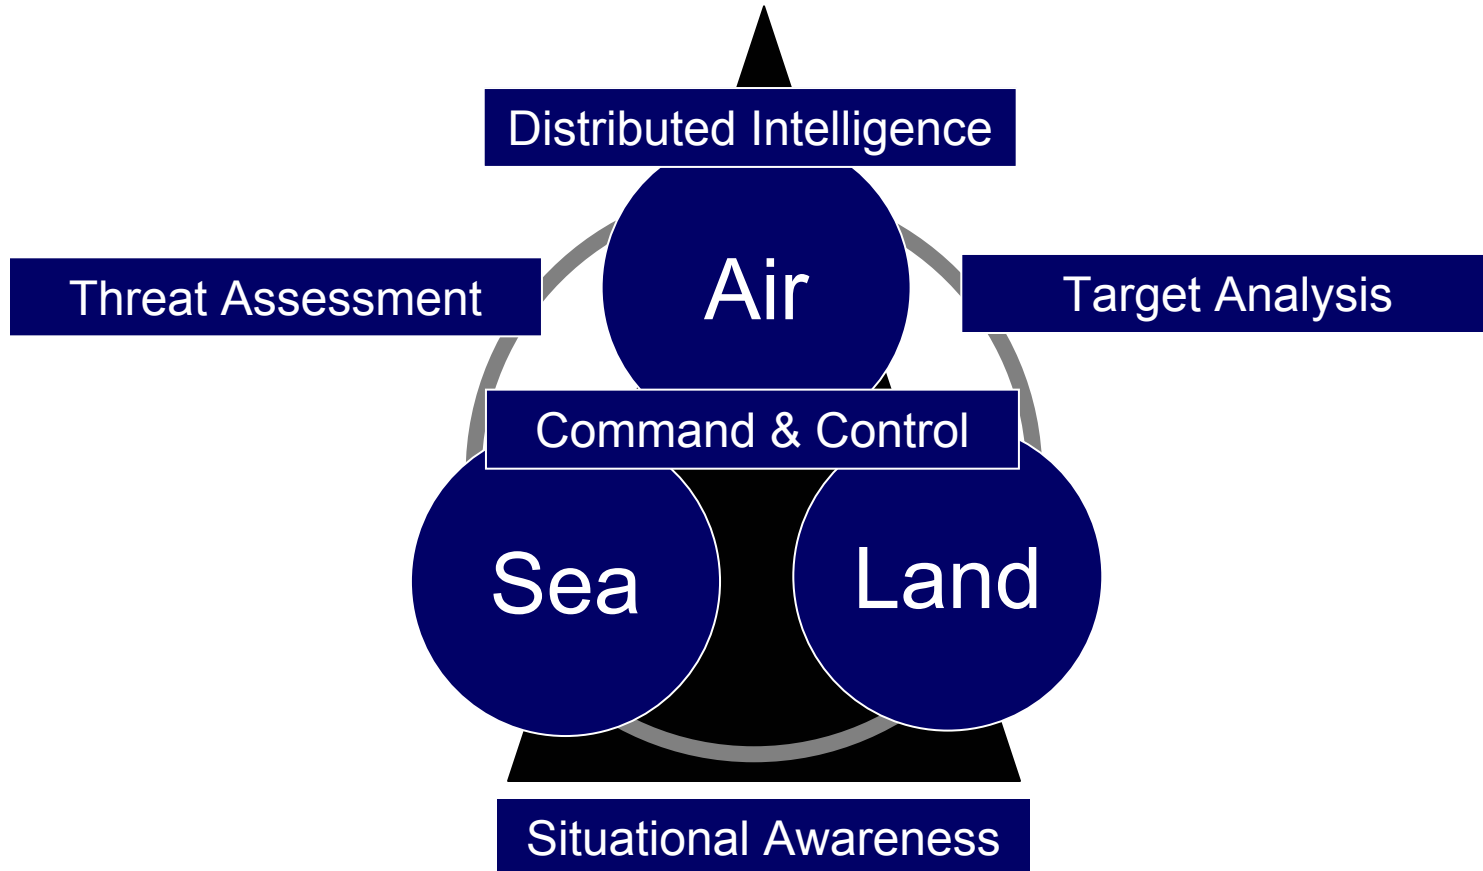 Distributed Intelligence
Threat Assessment
Air
Target Analysis
Command & Control
Sea
Land
Situational Awareness